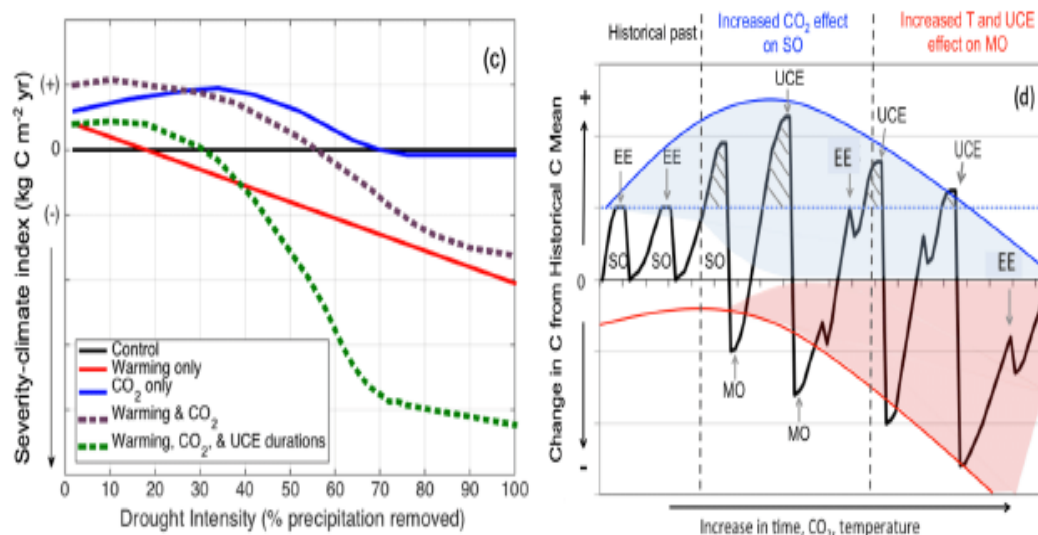 (c)
Severity-climate index (kg C m⁻² yr)
(+)
0
(-)
Control
Warming only
CO₂ only
Warming & CO₂
Warming, CO₂, & UCE durations
0 10 20 30 40 50 60 70 80 90 100
Drought Intensity (% precipitation removed)
Historical past
Increased CO₂ effect
on SO
Increased T and UCE
effect on MO
(d)
Change in C from Historical C Mean
+
0
-
EE
EE
UCE
EE
UCE
UCE
EE
SO
SO
SO
MO
MO
Increase in time, CO₂, temperature